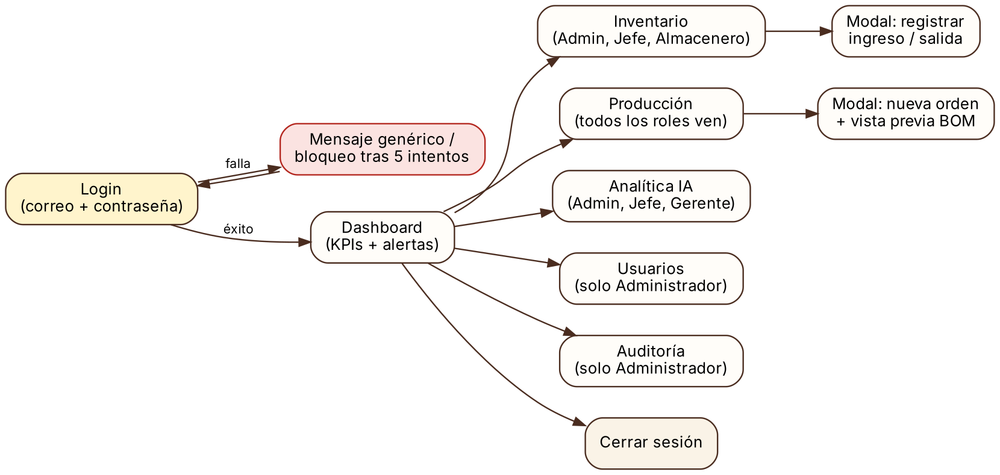 Login
(correo + contraseña)
falla
éxito
Mensaje genérico /
bloqueo tras 5 intentos
Dashboard
(KPIs + alertas)
Inventario
(Admin, Jefe, Almacenero)
Modal: registrar
ingreso / salida
Producción
(todos los roles ven)
Modal: nueva orden
+ vista previa BOM
Analítica IA
(Admin, Jefe, Gerente)
Usuarios
(solo Administrador)
Auditoría
(solo Administrador)
Cerrar sesión